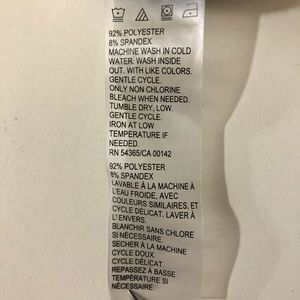 92% POLYESTER
8% SPANDEX
MACHINE WASH IN COLD
WATER. WASH INSIDE
OUT. WITH LIKE COLORS.
GENTLE CYCLE.
ONLY NON CHLORINE
BLEACH WHEN NEEDED.
TUMBLE DRY, LOW.
GENTLE CYCLE.
IRON AT LOW
TEMPERATURE IF
NEEDED.
RN 54365/CA 00142
92% POLYESTER
8% SPANDEX
LAVABLE À LA MACHINE À
L'EAU FROIDE, AVEC
COULEURS SIMILAIRES, ET
CYCLE DÉLICAT. LAVER À
L' ENVERS.
BLANCHIR SANS CHLORE
SI NÉCESSAIRE.
SECHER À LA MACHINE
CYCLE DOUX.
CYCLE DÉLICAT.
REPASSEZ À BASSE
TEMPÉRATURE SI
NÉCESSAIRE